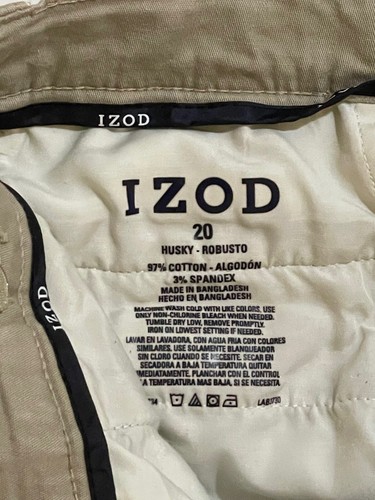 IZOD
IZOD
20
HUSKY - ROBUSTO
97% COTTON - ALGODÓN
3% SPANDEX
MADE IN BANGLADESH
HECHO EN BANGLADESH
MACHINE WASH COLD WITH LIKE COLORS. USE
ONLY NON-CHLORINE BLEACH WHEN NEEDED.
TUMBLE DRY LOW, REMOVE PROMPTLY.
IRON ON LOWEST SETTING IF NEEDED.
LAVAR EN LAVADORA, CON AGUA FRIA CON COLORES
SIMILARES. USE SOLAMENTE BLANQUEADOR
SIN CLORO CUANDO SE NECESITE. SECAR EN
SECADORA A BAJA TEMPERATURA QUITAR
IMMEDIATAMENTE. PLANCHAR CON EL CONTROL
A TEMPERATURA MAS BAJA, SI SE NECESITA
IZOD